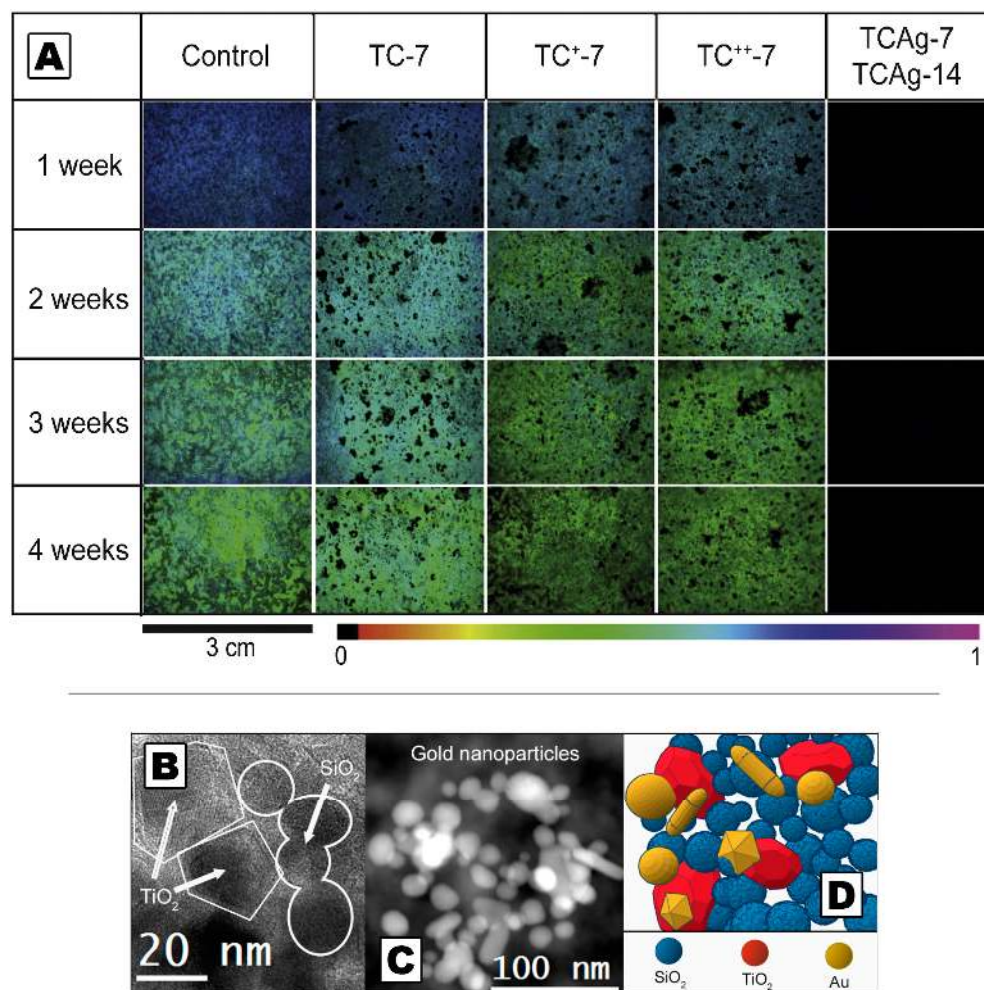 A
Control
TC-7
TC⁺-7
TC⁺⁺-7
TCAg-7
TCAg-14
1 week
2 weeks
3 weeks
4 weeks
3 cm
0
1
B
SiO₂
TiO₂
20 nm
Gold nanoparticles
C
100 nm
D
SiO₂
TiO₂
Au